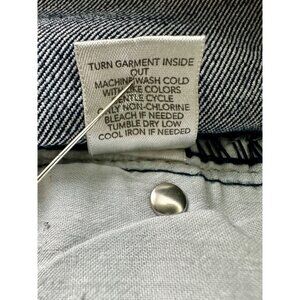 TURN GARMENT INSIDE
OUT
MACHINE WASH COLD
WITH LIKE COLORS
GENTLE CYCLE
ONLY NON-CHLORINE
BLEACH IF NEEDED
TUMBLE DRY LOW
COOL IRON IF NEEDED